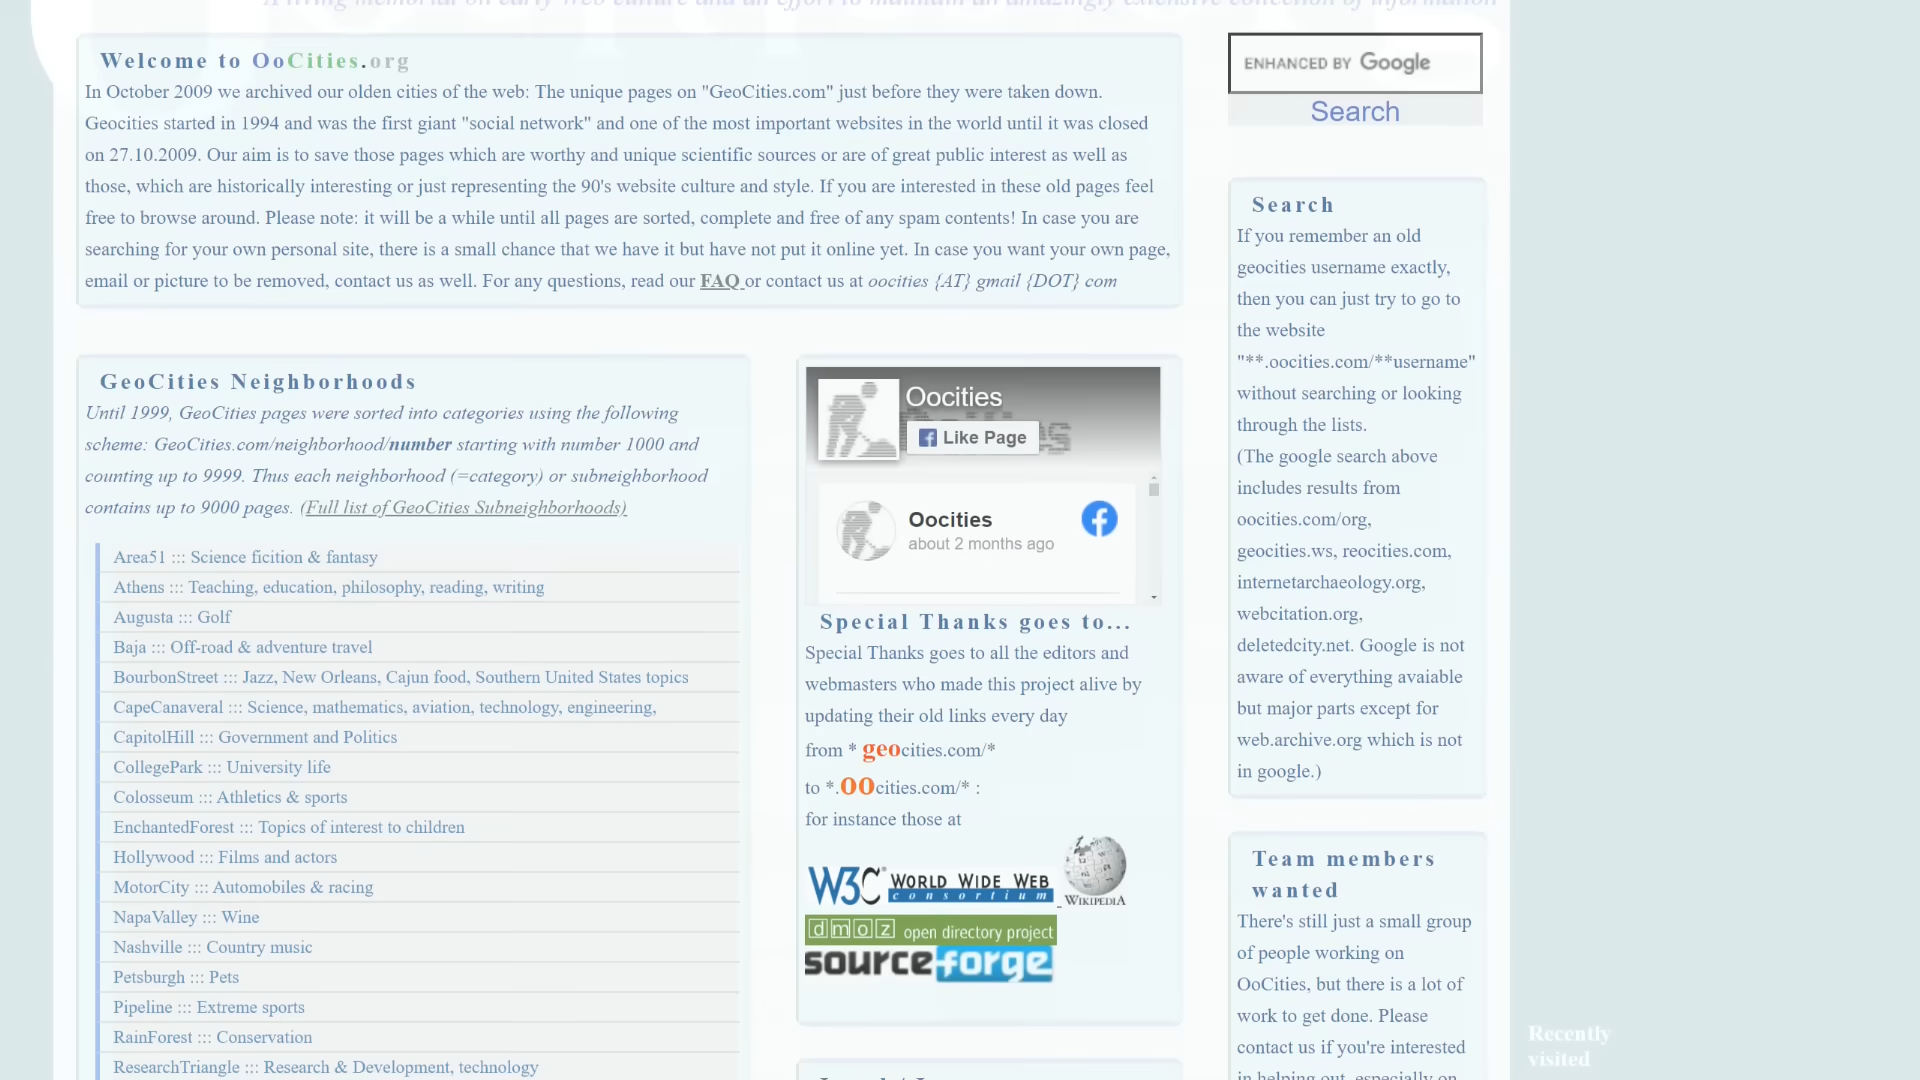 A living memorial on early web culture and an effort to maintain an amazingly extensive collection of information
Welcome to OoCities.org
In October 2009 we archived our olden cities of the web: The unique pages on "GeoCities.com" just before they were taken down.
Geocities started in 1994 and was the first giant "social network" and one of the most important websites in the world until it was closed
on 27.10.2009. Our aim is to save those pages which are worthy and unique scientific sources or are of great public interest as well as
those, which are historically interesting or just representing the 90's website culture and style. If you are interested in these old pages feel
free to browse around. Please note: it will be a while until all pages are sorted, complete and free of any spam contents! In case you are
searching for your own personal site, there is a small chance that we have it but have not put it online yet. In case you want your own page,
email or picture to be removed, contact us as well. For any questions, read our FAQ or contact us at oocities {AT} gmail {DOT} com
GeoCities Neighborhoods
Until 1999, GeoCities pages were sorted into categories using the following
scheme: GeoCities.com/neighborhood/number starting with number 1000 and
counting up to 9999. Thus each neighborhood (=category) or subneighborhood
contains up to 9000 pages. (Full list of GeoCities Subneighborhoods)
Area51 ::: Science fiction & fantasy
Athens ::: Teaching, education, philosophy, reading, writing
Augusta ::: Golf
Baja ::: Off-road & adventure travel
BourbonStreet ::: Jazz, New Orleans, Cajun food, Southern United States topics
CapeCanaveral ::: Science, mathematics, aviation, technology, engineering,
CapitolHill ::: Government and Politics
CollegePark ::: University life
Colosseum ::: Athletics & sports
EnchantedForest ::: Topics of interest to children
Hollywood ::: Films and actors
MotorCity ::: Automobiles & racing
NapaValley ::: Wine
Nashville ::: Country music
Petsburgh ::: Pets
Pipeline ::: Extreme sports
RainForest ::: Conservation
ResearchTriangle ::: Research & Development, technology
Oocities
Like Page
Oocities
about 2 months ago
Special Thanks goes to...
Special Thanks goes to all the editors and
webmasters who made this project alive by
updating their old links every day
from * geocities.com/*
to *.oocities.com/* :
for instance those at
W3C WORLD WIDE WEB
consortium
WIKIPEDIA
dmoz open directory project
sourceforge
ENHANCED BY Google
Search
Search
If you remember an old
geocities username exactly,
then you can just try to go to
the website
"**.oocities.com/**username"
without searching or looking
through the lists.
(The google search above
includes results from
oocities.com/org,
geocities.ws, reocities.com,
internetarchaeology.org,
webcitation.org,
deletedcity.net. Google is not
aware of everything avaiable
but major parts except for
web.archive.org which is not
in google.)
Team members
wanted
There's still just a small group
of people working on
OoCities, but there is a lot of
work to get done. Please
contact us if you're interested
in helping out, especially on
Recently
visited